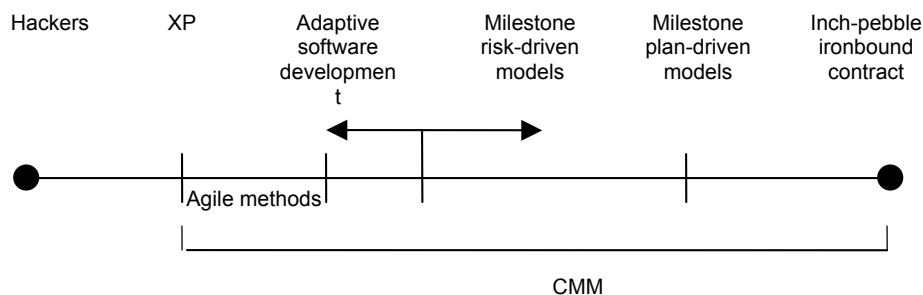 Hackers
XP
Adaptive
software
developmen
t
Milestone
risk-driven
models
Milestone
plan-driven
models
Inch-pebble
ironbound
contract
Agile methods
CMM